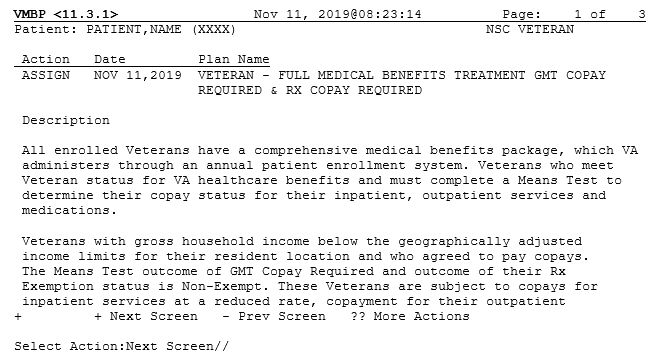 VMBP <11.3.1> Nov 11, 2019@08:23:14 Page: 1 of 3
Patient: PATIENT,NAME (XXXX) NSC VETERAN
Action Date Plan Name
ASSIGN NOV 11,2019 VETERAN - FULL MEDICAL BENEFITS TREATMENT GMT COPAY
REQUIRED & RX COPAY REQUIRED
Description
All enrolled Veterans have a comprehensive medical benefits package, which VA
administers through an annual patient enrollment system. Veterans who meet
Veteran status for VA healthcare benefits and must complete a Means Test to
determine their copay status for their inpatient, outpatient services and
medications.
Veterans with gross household income below the geographically adjusted
income limits for their resident location and who agreed to pay copays.
The Means Test outcome of GMT Copay Required and outcome of their Rx
Exemption status is Non-Exempt. These Veterans are subject to copays for
inpatient services at a reduced rate, copayment for their outpatient
+ + Next Screen - Prev Screen ?? More Actions
Select Action:Next Screen//